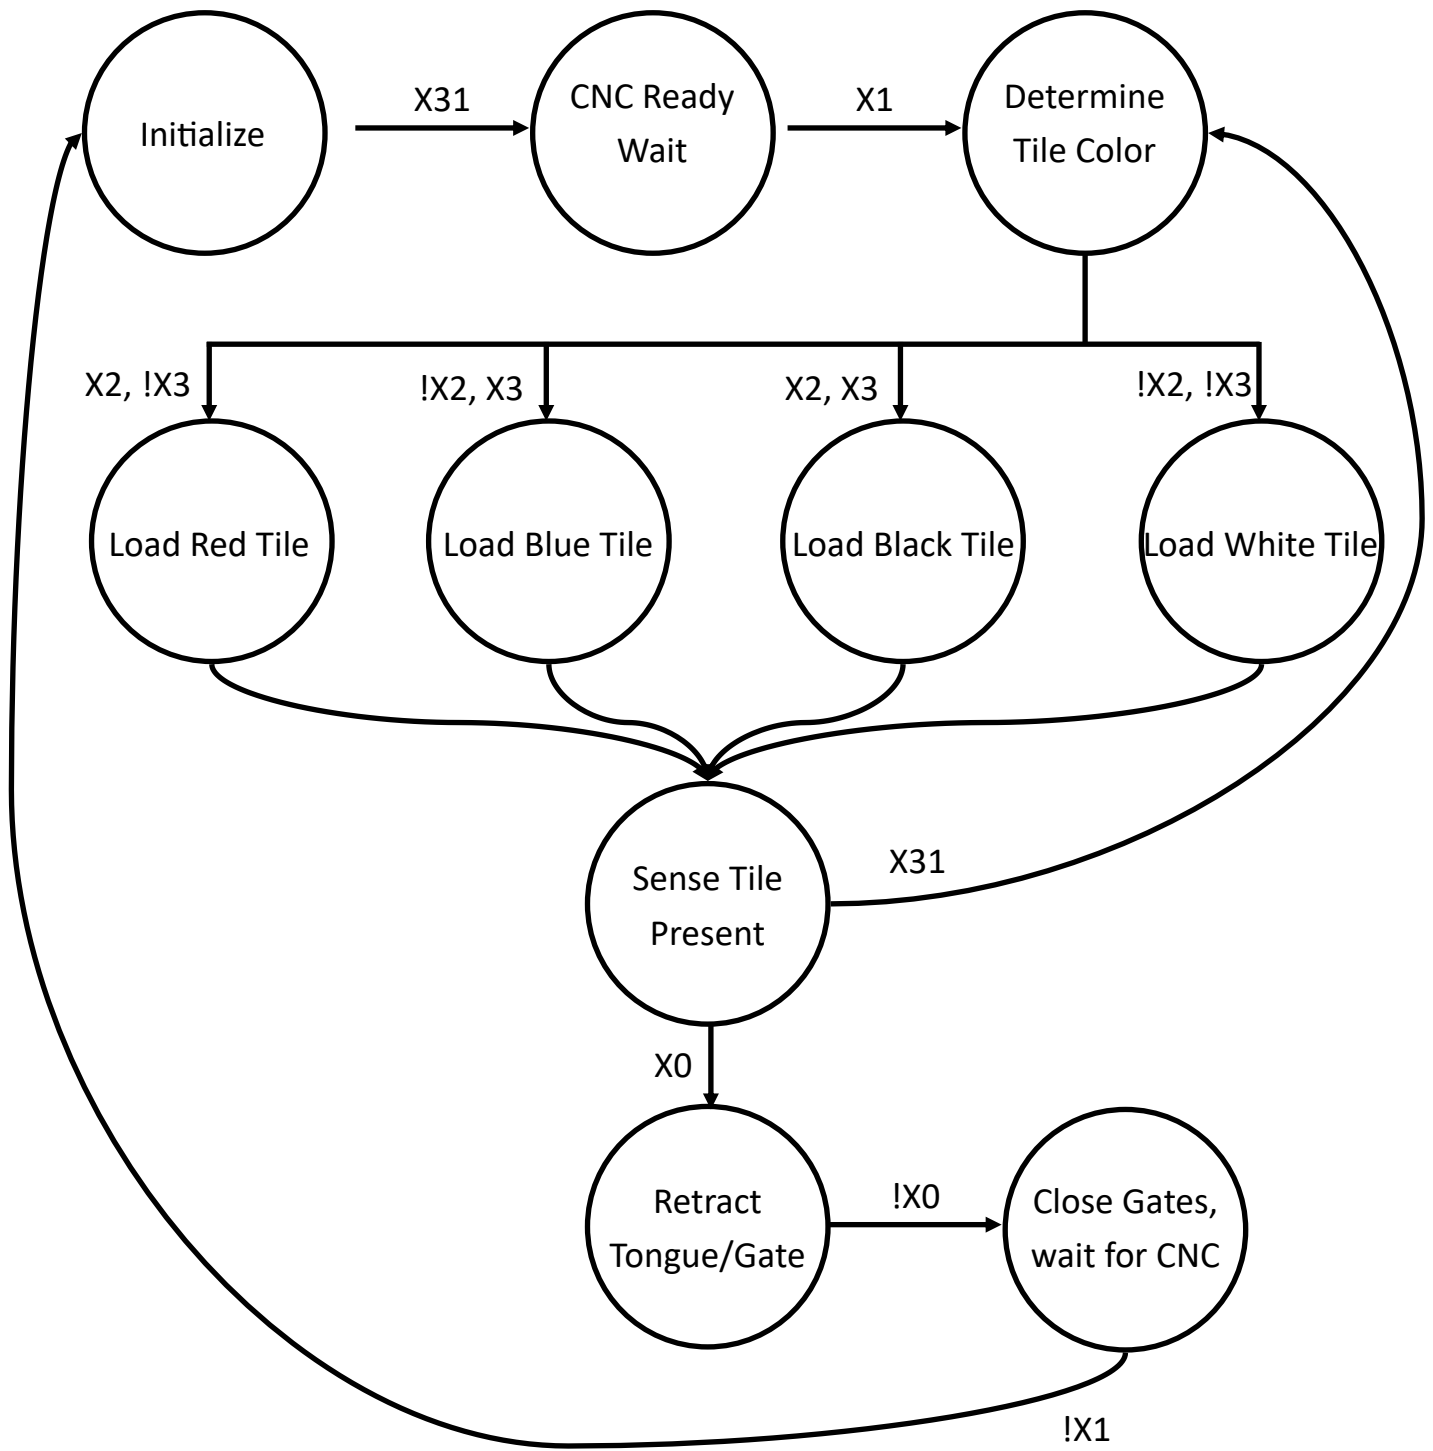 Initialize
X31
CNC Ready
Wait
X1
Determine
Tile Color
X2, !X3
!X2, X3
X2, X3
!X2, !X3
Load Red Tile
Load Blue Tile
Load Black Tile
Load White Tile
Sense Tile
Present
X31
X0
Retract
Tongue/Gate
!X0
Close Gates,
wait for CNC
!X1